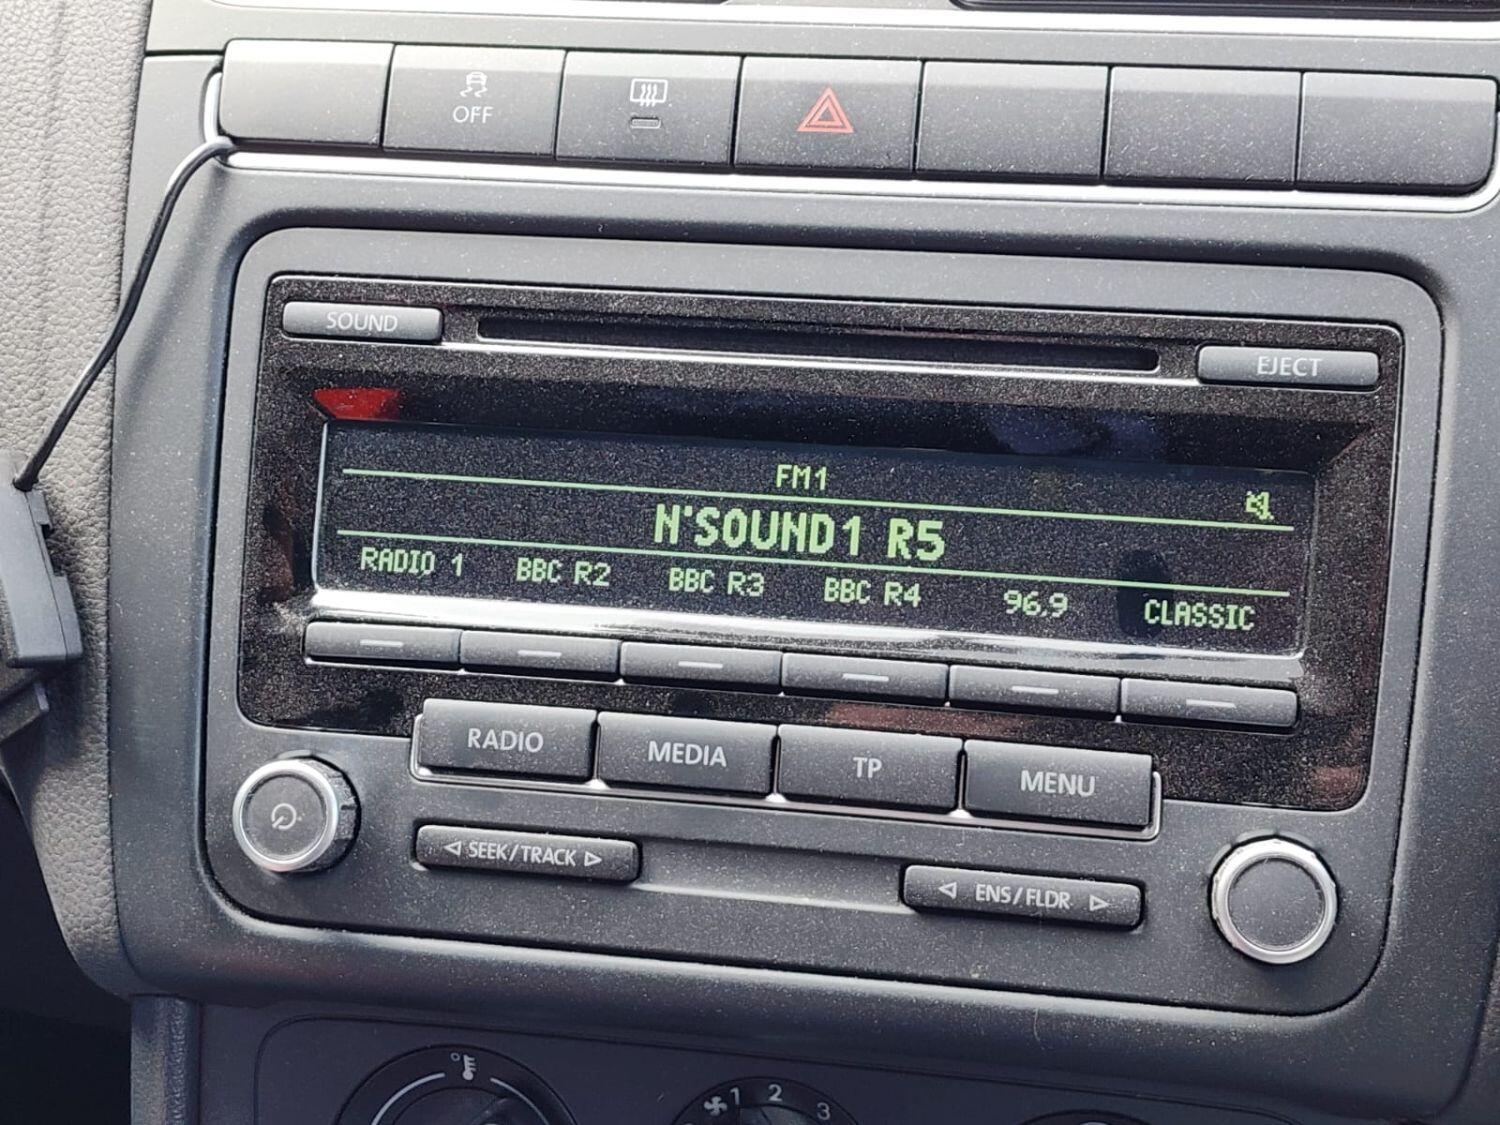 OFF
SOUND
EJECT
FM1
N'SOUND1 R5
RADIO 1 BBC R2 BBC R3 BBC R4 96.9 CLASSIC
RADIO MEDIA TP MENU
SEEK/TRACK
ENS/FLDR
1 2 3